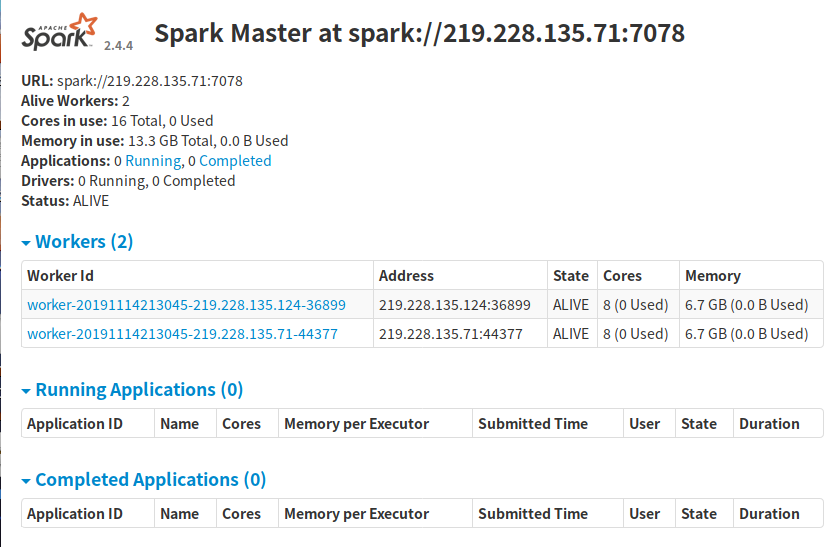 APACHE
Spark 2.4.4 Spark Master at spark://219.228.135.71:7078
URL: spark://219.228.135.71:7078
Alive Workers: 2
Cores in use: 16 Total, 0 Used
Memory in use: 13.3 GB Total, 0.0 B Used
Applications: 0 Running, 0 Completed
Drivers: 0 Running, 0 Completed
Status: ALIVE
Workers (2)
Worker Id Address State Cores Memory
worker-20191114213045-219.228.135.124-36899 219.228.135.124:36899 ALIVE 8 (0 Used) 6.7 GB (0.0 B Used)
worker-20191114213045-219.228.135.71-44377 219.228.135.71:44377 ALIVE 8 (0 Used) 6.7 GB (0.0 B Used)
Running Applications (0)
Application ID Name Cores Memory per Executor Submitted Time User State Duration
Completed Applications (0)
Application ID Name Cores Memory per Executor Submitted Time User State Duration